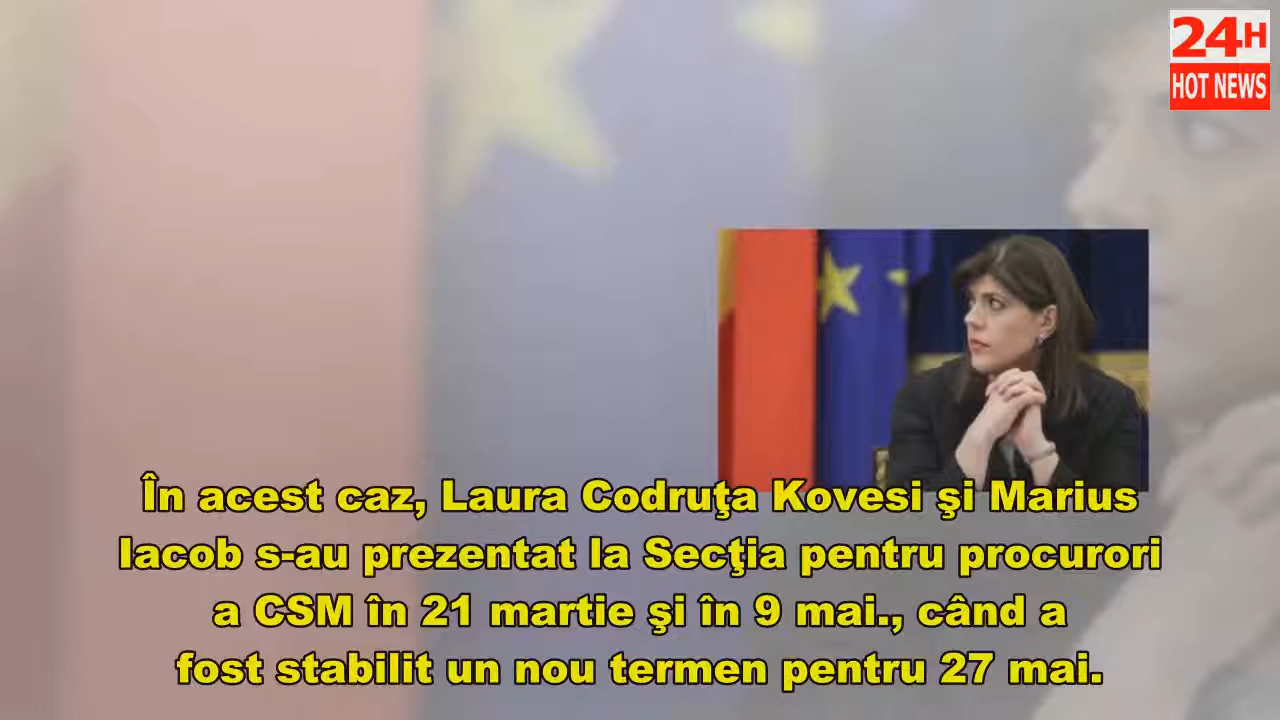 24H
HOT NEWS
În acest caz, Laura Codruţa Kovesi şi Marius
Iacob s-au prezentat la Secţia pentru procurori
a CSM în 21 martie şi în 9 mai., când a
fost stabilit un nou termen pentru 27 mai.